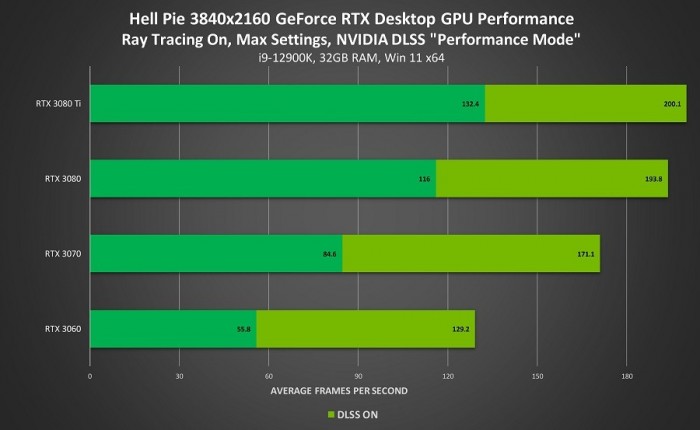 Hell Pie 3840x2160 GeForce RTX Desktop GPU Performance
Ray Tracing On, Max Settings, NVIDIA DLSS "Performance Mode"
i9-12900K, 32GB RAM, Win 11 x64
RTX 3080 Ti 132.4 200.1
RTX 3080 116 193.8
RTX 3070 84.6 171.1
RTX 3060 55.8 129.2
0 30 60 90 120 150 180
AVERAGE FRAMES PER SECOND
DLSS ON